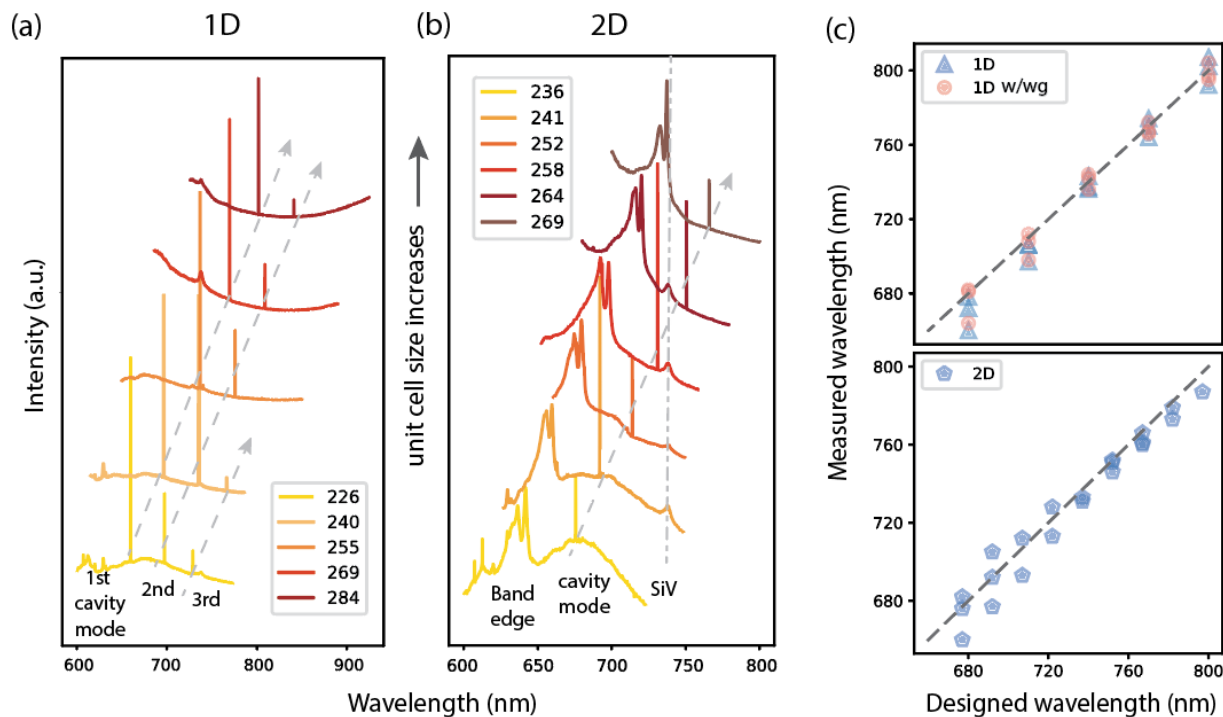 (a)
1D
Intensity (a.u.)
1st
cavity
mode
2nd
3rd
226
240
255
269
284
600
700
800
900
(b)
2D
unit cell size increases
236
241
252
258
264
269
Band
edge
cavity
mode
SiV
600
650
700
750
800
Wavelength (nm)
(c)
Measured wavelength (nm)
1D
1D w/wg
800
760
720
680
2D
800
760
720
680
680
720
760
800
Designed wavelength (nm)